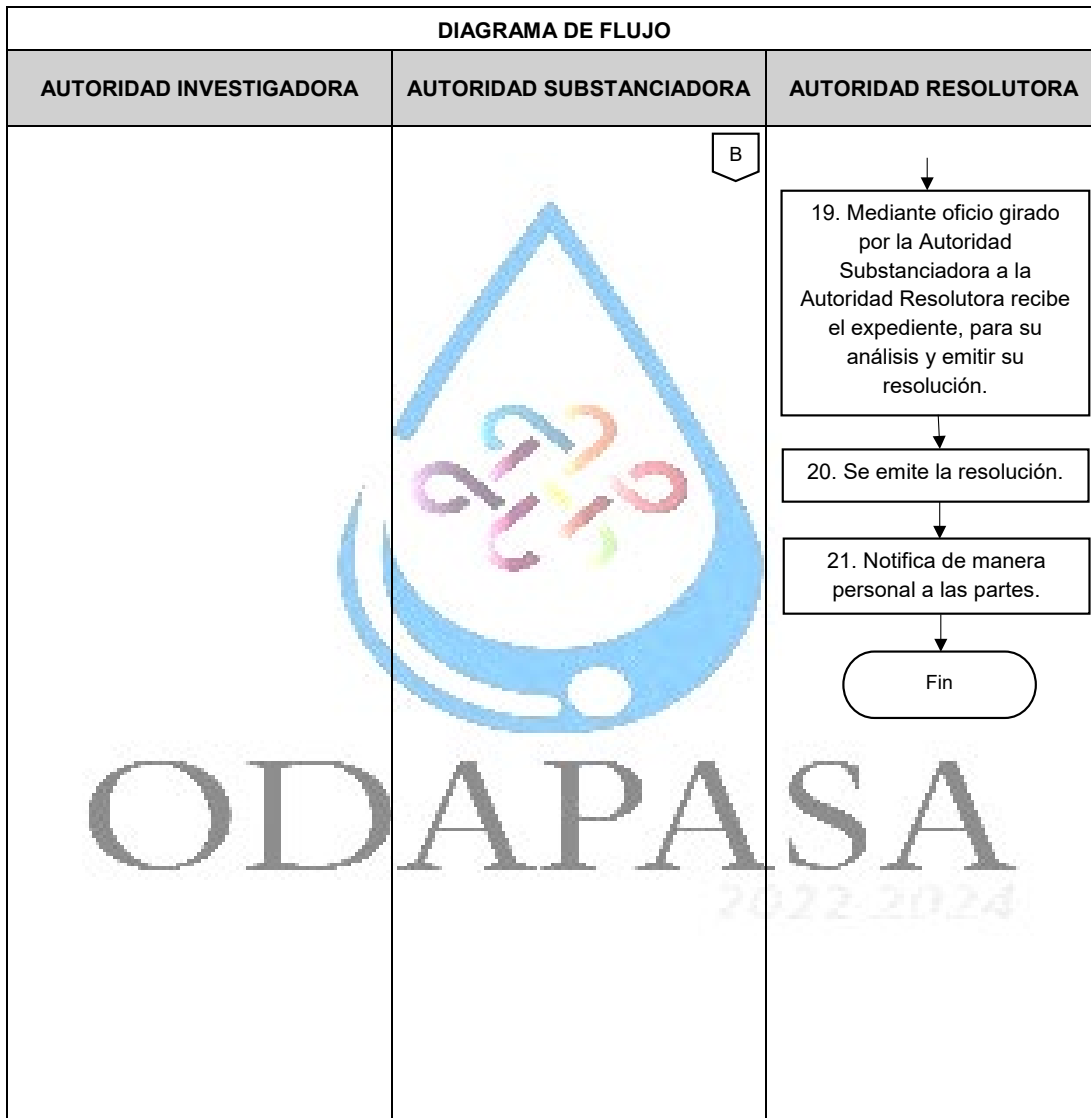 DIAGRAMA DE FLUJO
AUTORIDAD INVESTIGADORA
AUTORIDAD SUBSTANCIADORA
AUTORIDAD RESOLUTORA
B
19. Mediante oficio girado
por la Autoridad
Substanciadora a la
Autoridad Resolutora recibe
el expediente, para su
análisis y emitir su
resolución.
20. Se emite la resolución.
21. Notifica de manera
personal a las partes.
Fin
ODAPASA
2022-2024